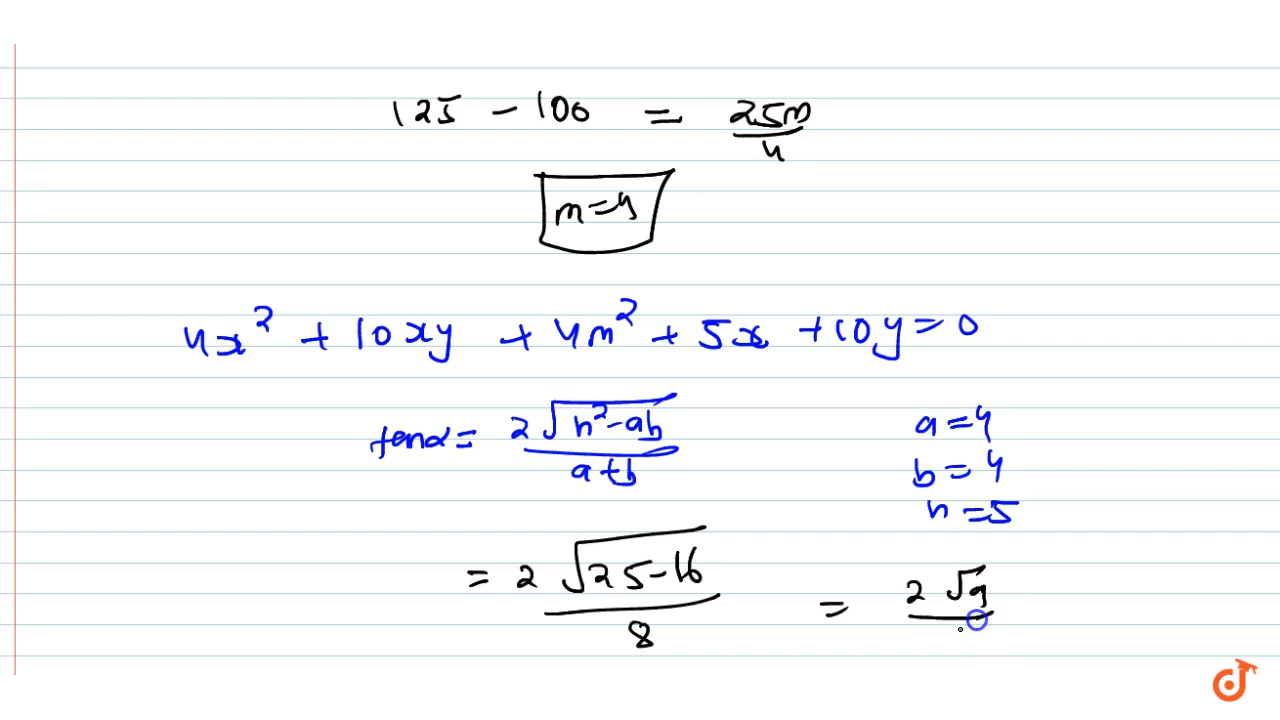 125 - 100 = 25m/4
m=4
4x² + 10xy + 4m² + 5x + 10y = 0
tanα = 2√(h²-ab)/(a+b)
a=4
b=4
h=5
= 2√(25-16)/8 = 2√9